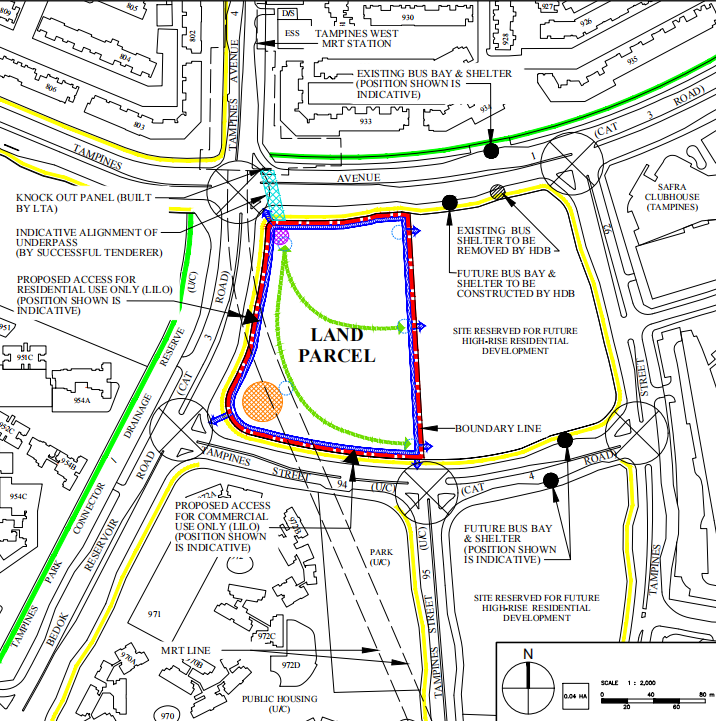 D/S
ESS
TAMPINES WEST
MRT STATION
4
930
927
926
928
935
805
804
802
806
803
933
934
EXISTING BUS BAY & SHELTER
(POSITION SHOWN IS
INDICATIVE)
TAMPINES AVENUE
TAMPINES
AVENUE
1
(CAT 3 ROAD)
SAFRA
CLUBHOUSE
(TAMPINES)
92
KNOCK OUT PANEL (BUILT
BY LTA)
INDICATIVE ALIGNMENT OF
UNDERPASS
(BY SUCCESSFUL TENDERER)
PROPOSED ACCESS FOR
RESIDENTIAL USE ONLY (LILO)
(POSITION SHOWN IS
INDICATIVE)
EXISTING BUS
SHELTER TO BE
REMOVED BY HDB
FUTURE BUS BAY &
SHELTER TO BE
CONSTRUCTED BY HDB
LAND
PARCEL
SITE RESERVED FOR FUTURE
HIGH-RISE RESIDENTIAL
DEVELOPMENT
(U/C)
ROAD)
3
(CAT
RESERVE
DRAINAGE
951
951C
954A
952C
954B
954C
STREET
BOUNDARY LINE
1
ROAD
RESERVOIR
BEDOK
CONNECTOR
PARK
TAMPINES
TAMPINES
STREET
94
(U/C)
(CAT
4
ROAD)
PROPOSED ACCESS
FOR COMMERCIAL
USE ONLY (LILO)
(POSITION SHOWN
IS INDICATIVE)
FUTURE BUS BAY
& SHELTER
(POSITION SHOWN
IS INDICATIVE)
PARK
(U/C)
TAMPINES STREET 95 (U/C)
TAMPINES
SITE RESERVED FOR FUTURE
HIGH-RISE RESIDENTIAL
DEVELOPMENT
971
972C
972D
970A
970B
970
MRT LINE
PUBLIC HOUSING
(U/C)
N
0.04 HA
SCALE 1 : 2,000
0 40 80 m
20 60